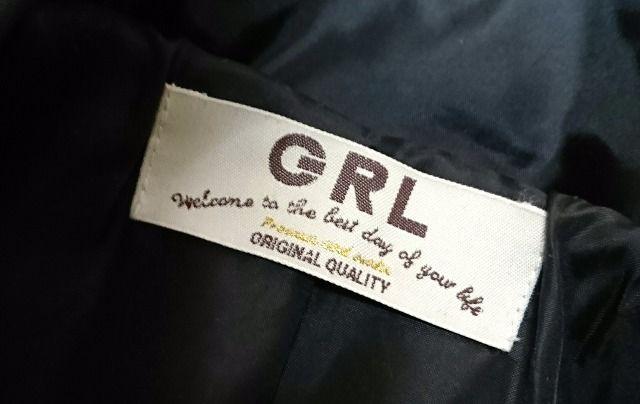 GRL
Welcome to the best day of your life
ORIGINAL QUALITY